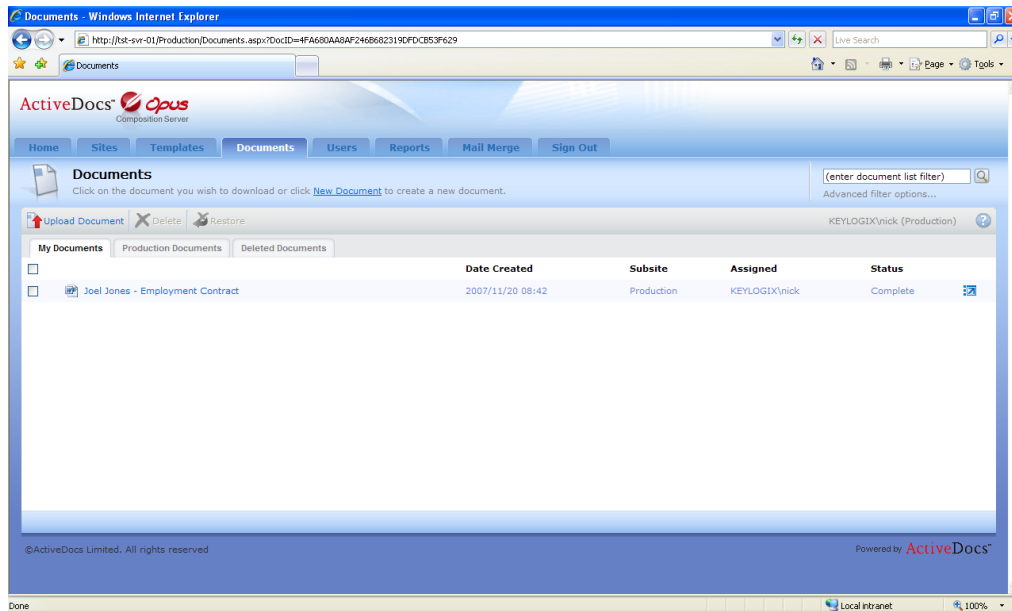 Documents - Windows Internet Explorer
http://tst-svr-01/Production/Documents.aspx?DocID=4FA680AA8AF246B682319DFDCB53F629
Live Search
Documents
Page
Tools
ActiveDocs™ Opus
Composition Server
Home Sites Templates Documents Users Reports Mail Merge Sign Out
Documents
Click on the document you wish to download or click New Document to create a new document.
(enter document list filter)
Advanced filter options...
Upload Document Delete Restore
KEYLOGIX\nick (Production)
?
My Documents Production Documents Deleted Documents
Date Created Subsite Assigned Status
Joel Jones - Employment Contract 2007/11/20 08:42 Production KEYLOGIX\nick Complete
©ActiveDocs Limited. All rights reserved
Powered by ActiveDocs™
Done
Local intranet
100%